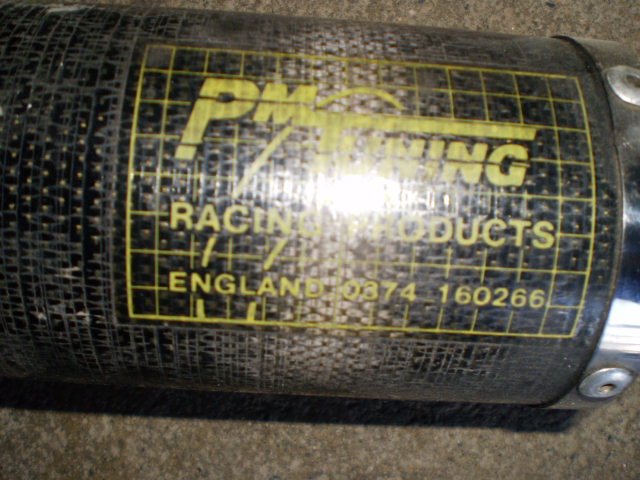 PM TUNING
RACING PRODUCTS
ENGLAND 0374 160266